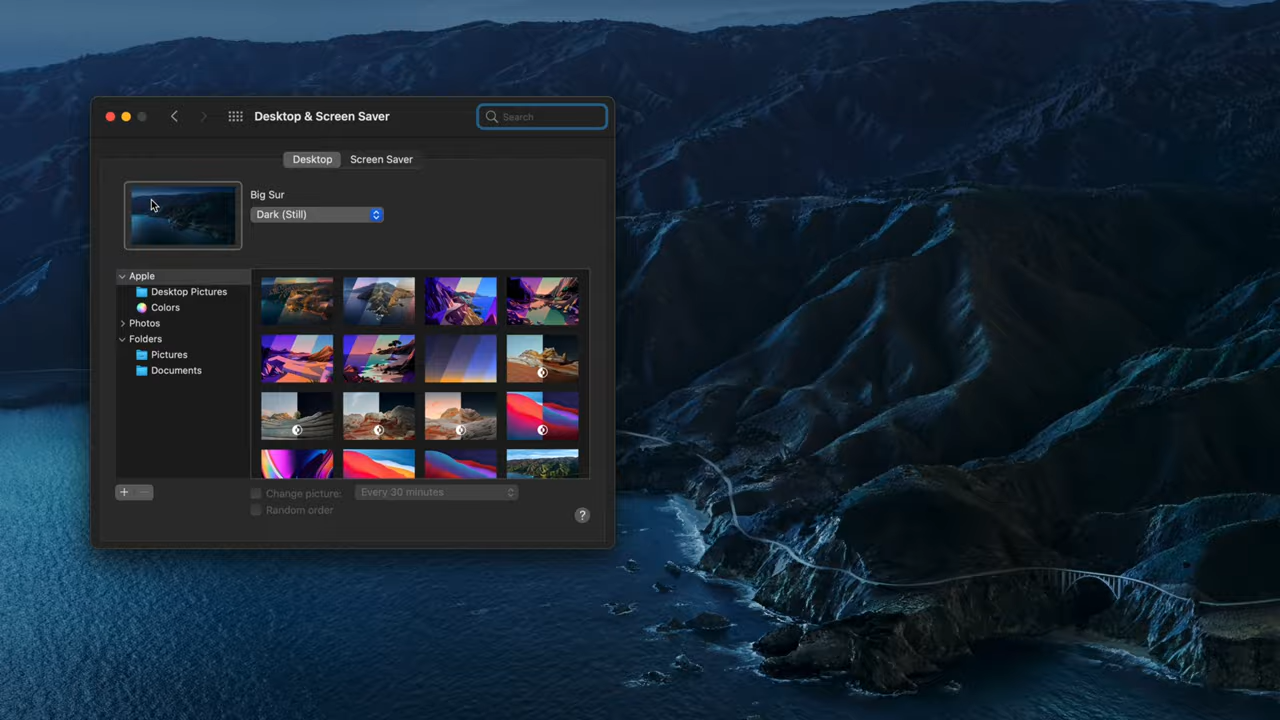 Desktop & Screen Saver
Search
Desktop
Screen Saver
Big Sur
Dark (Still)
Apple
Desktop Pictures
Colors
Photos
Folders
Pictures
Documents
+ −
Change picture:
Every 30 minutes
Random order
?